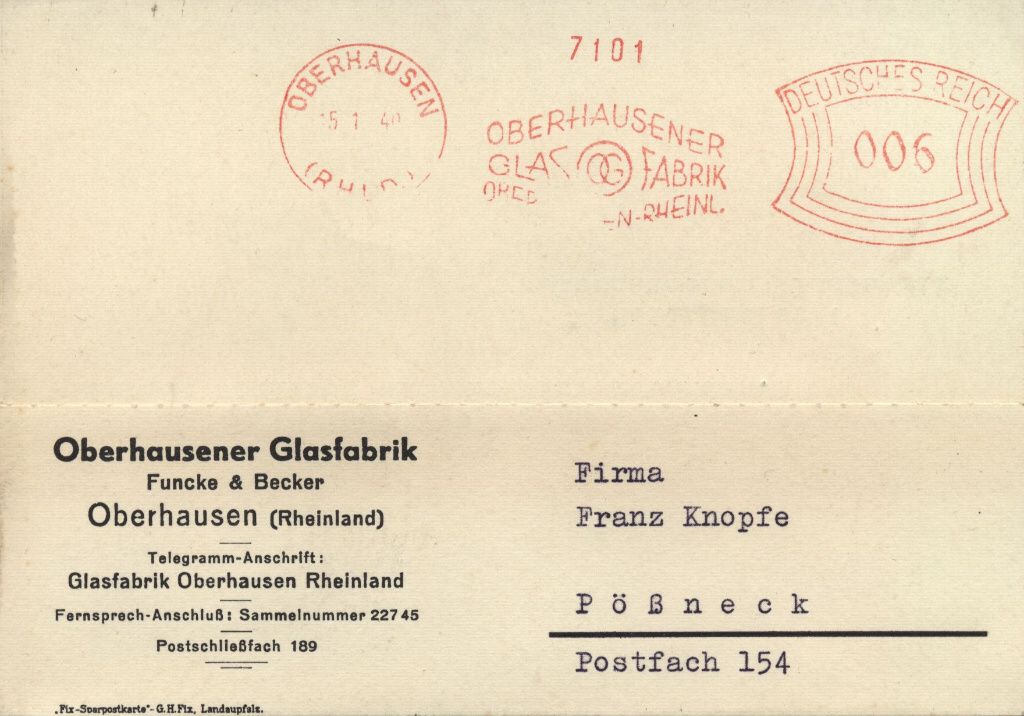 7101
OBERHAUSEN
5 1 40
DEUTSCHES REICH
006
OBERHAUSENER
GLAS OG FABRIK
N-RHEINL.
Oberhausener Glasfabrik
Funcke & Becker
Oberhausen (Rheinland)
Telegramm-Anschrift:
Glasfabrik Oberhausen Rheinland
Fernsprech-Anschluß: Sammelnummer 22745
Postschließfach 189
„Fix-Sparpostkarte“- G.H.Fix, Landaupfalz.
Firma
Franz Knopfe
Pößneck
Postfach 154